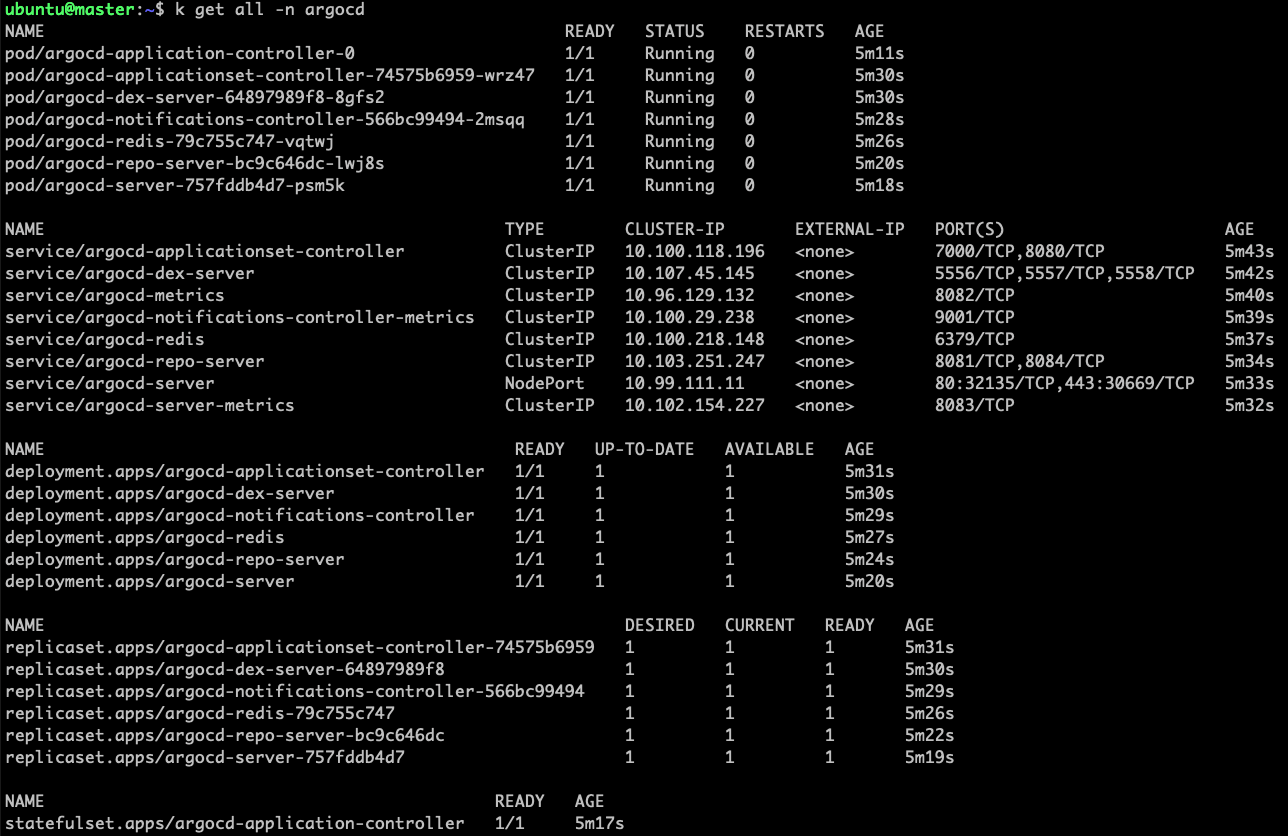 ubuntu@master:~$ k get all -n argocd
NAME READY STATUS RESTARTS AGE
pod/argocd-application-controller-0 1/1 Running 0 5m11s
pod/argocd-applicationset-controller-74575b6959-wrz47 1/1 Running 0 5m30s
pod/argocd-dex-server-64897989f8-8gfs2 1/1 Running 0 5m30s
pod/argocd-notifications-controller-566bc99494-2msqq 1/1 Running 0 5m28s
pod/argocd-redis-79c755c747-vqtwj 1/1 Running 0 5m26s
pod/argocd-repo-server-bc9c646dc-lwj8s 1/1 Running 0 5m20s
pod/argocd-server-757fddb4d7-psm5k 1/1 Running 0 5m18s
NAME TYPE CLUSTER-IP EXTERNAL-IP PORT(S) AGE
service/argocd-applicationset-controller ClusterIP 10.100.118.196 <none> 7000/TCP,8080/TCP 5m43s
service/argocd-dex-server ClusterIP 10.107.45.145 <none> 5556/TCP,5557/TCP,5558/TCP 5m42s
service/argocd-metrics ClusterIP 10.96.129.132 <none> 8082/TCP 5m40s
service/argocd-notifications-controller-metrics ClusterIP 10.100.29.238 <none> 9001/TCP 5m39s
service/argocd-redis ClusterIP 10.100.218.148 <none> 6379/TCP 5m37s
service/argocd-repo-server ClusterIP 10.103.251.247 <none> 8081/TCP,8084/TCP 5m34s
service/argocd-server NodePort 10.99.111.11 <none> 80:32135/TCP,443:30669/TCP 5m33s
service/argocd-server-metrics ClusterIP 10.102.154.227 <none> 8083/TCP 5m32s
NAME READY UP-TO-DATE AVAILABLE AGE
deployment.apps/argocd-applicationset-controller 1/1 1 1 5m31s
deployment.apps/argocd-dex-server 1/1 1 1 5m30s
deployment.apps/argocd-notifications-controller 1/1 1 1 5m29s
deployment.apps/argocd-redis 1/1 1 1 5m27s
deployment.apps/argocd-repo-server 1/1 1 1 5m24s
deployment.apps/argocd-server 1/1 1 1 5m20s
NAME DESIRED CURRENT READY AGE
replicaset.apps/argocd-applicationset-controller-74575b6959 1 1 1 5m31s
replicaset.apps/argocd-dex-server-64897989f8 1 1 1 5m30s
replicaset.apps/argocd-notifications-controller-566bc99494 1 1 1 5m29s
replicaset.apps/argocd-redis-79c755c747 1 1 1 5m26s
replicaset.apps/argocd-repo-server-bc9c646dc 1 1 1 5m22s
replicaset.apps/argocd-server-757fddb4d7 1 1 1 5m19s
NAME READY AGE
statefulset.apps/argocd-application-controller 1/1 5m17s